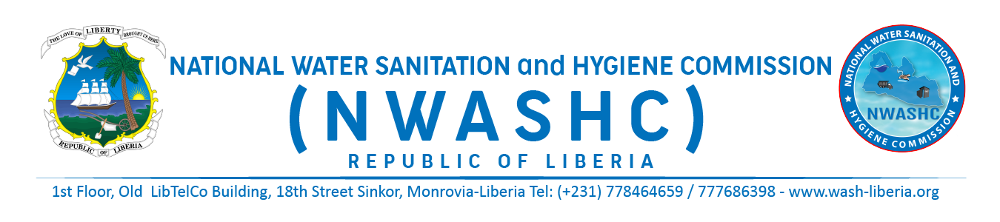 THE LOVE OF LIBERTY BROUGHT US HERE
REPUBLIC OF LIBERIA
NATIONAL WATER SANITATION and HYGIENE COMMISSION
(NWASHC)
REPUBLIC OF LIBERIA
NATIONAL WATER SANITATION AND
NWASHC
HYGIENE COMMISSION
1st Floor, Old LibTelCo Building, 18th Street Sinkor, Monrovia-Liberia Tel: (+231) 778464659 / 777686398 - www.wash-liberia.org